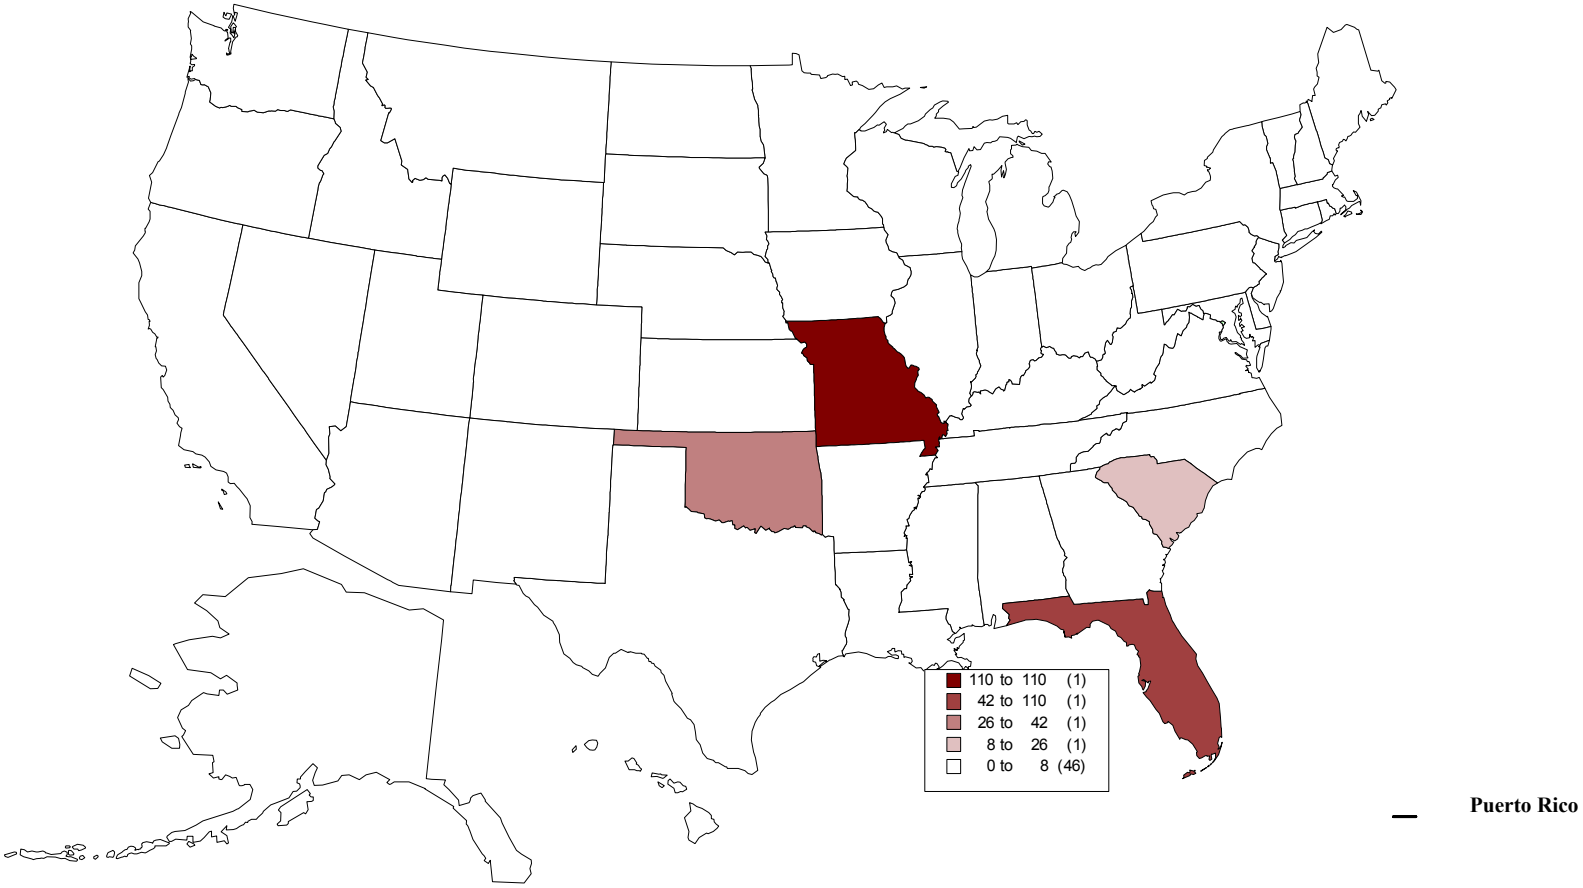 110 to 110 (1)
42 to 110 (1)
26 to 42 (1)
8 to 26 (1)
0 to 8 (46)
Puerto Rico